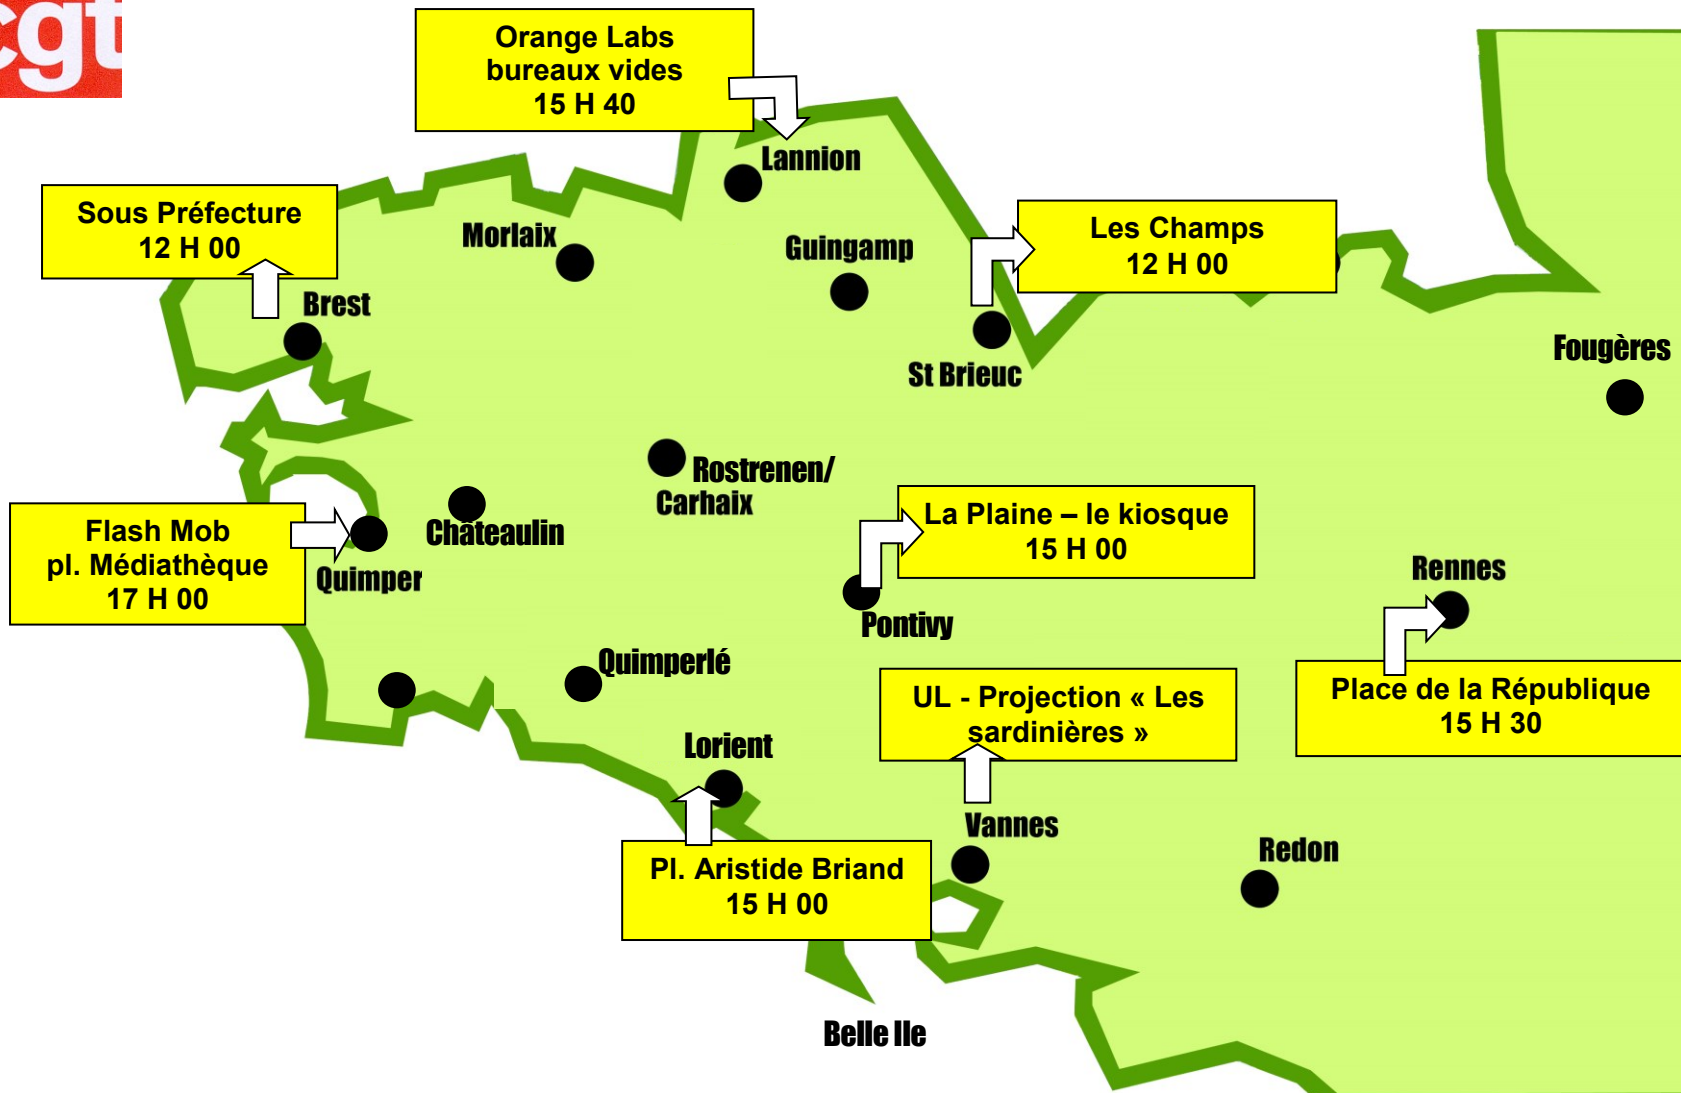 cgt
Orange Labs
bureaux vides
15 H 40
Lannion
Sous Préfecture
12 H 00
Brest
Morlaix
Guingamp
Les Champs
12 H 00
St Brieuc
Fougères
Rostrenen/
Carhaix
Châteaulin
Flash Mob
pl. Médiathèque
17 H 00
Quimper
La Plaine – le kiosque
15 H 00
Pontivy
Rennes
Place de la République
15 H 30
Quimperlé
UL - Projection « Les
sardinières »
Lorient
Vannes
Redon
Pl. Aristide Briand
15 H 00
Belle Ile